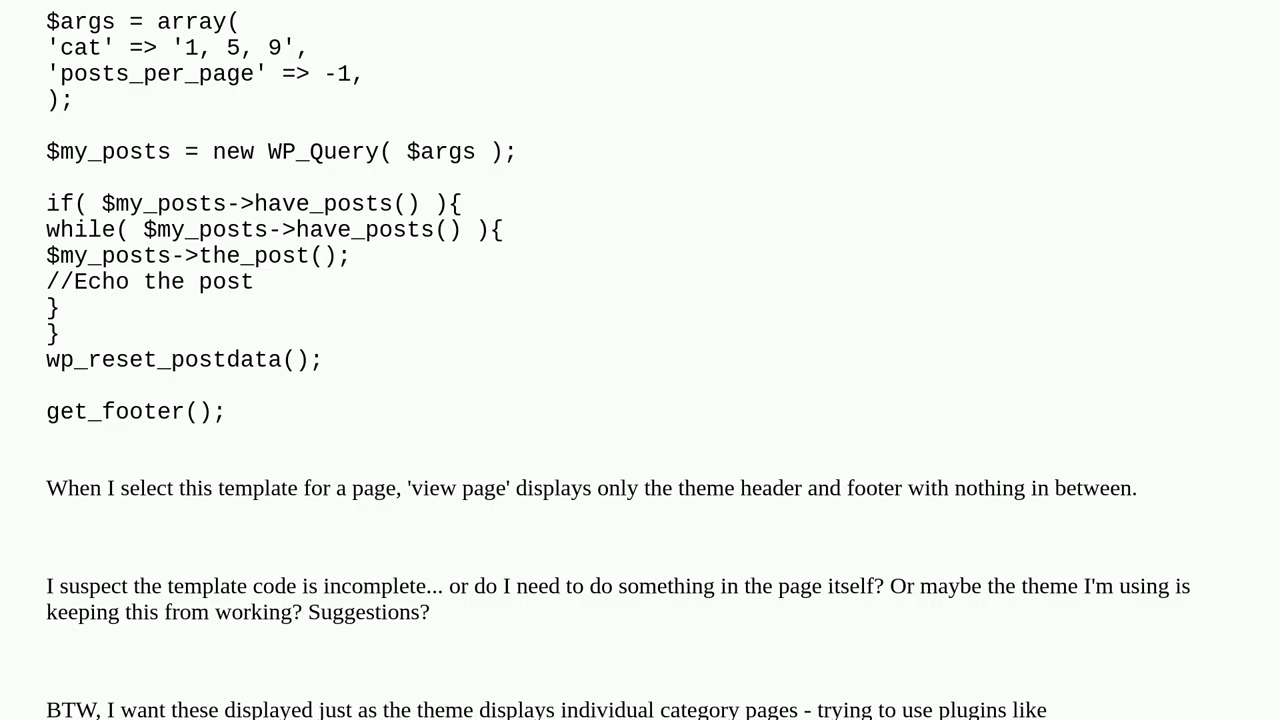 $args = array(
'cat' => '1, 5, 9',
'posts_per_page' => -1,
);
$my_posts = new WP_Query( $args );
if( $my_posts->have_posts() ){
while( $my_posts->have_posts() ){
$my_posts->the_post();
//Echo the post
}
}
wp_reset_postdata();
get_footer();
When I select this template for a page, 'view page' displays only the theme header and footer with nothing in between.
I suspect the template code is incomplete... or do I need to do something in the page itself? Or maybe the theme I'm using is
keeping this from working? Suggestions?
BTW, I want these displayed just as the theme displays individual category pages - trying to use plugins like